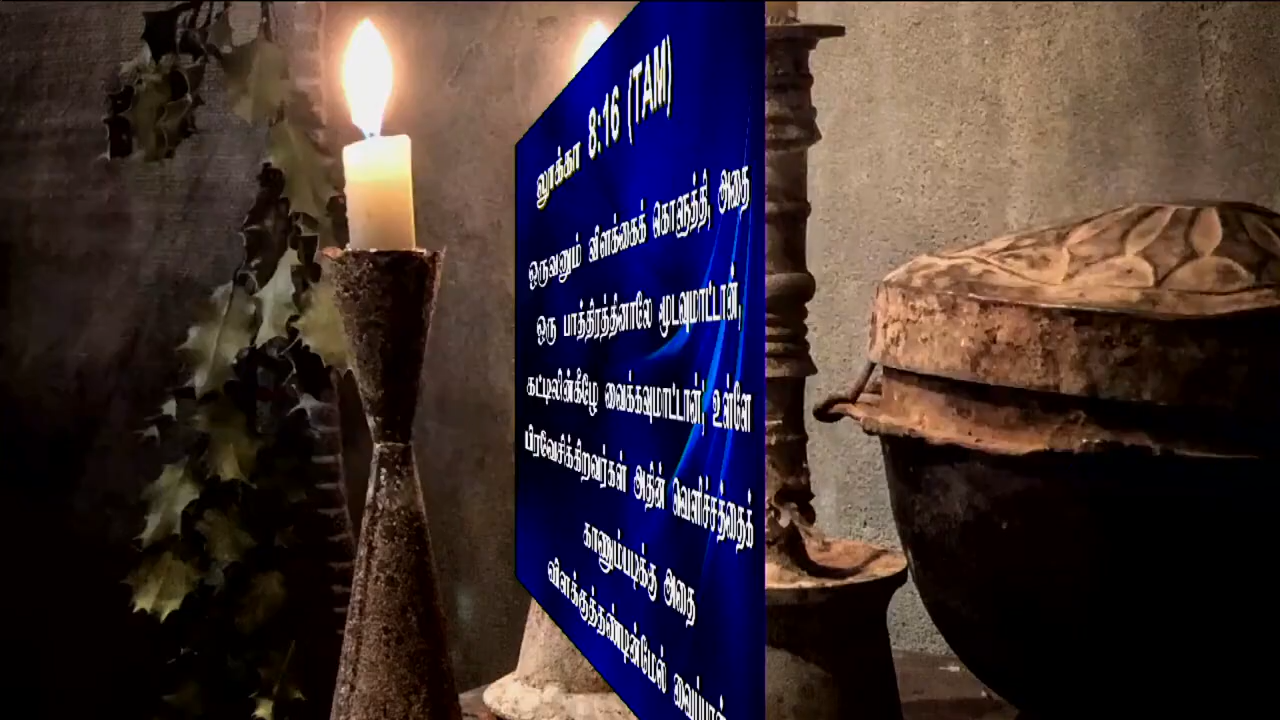 லூக்கா 8:16 (TAM)
ஒருவனும் விளக்கைக் கொளுத்தி, அதை
ஒரு பாத்திரத்தினாலே மூடவுமாட்டான்,
கட்டிலின்கீழே வைக்கவுமாட்டான்; உள்ளே
பிரவேசிக்கிறவர்கள் அதின் வெளிச்சத்தைக்
காணும்படிக்கு அதை
விளக்குத்தண்டின்மேல் வைப்பான்